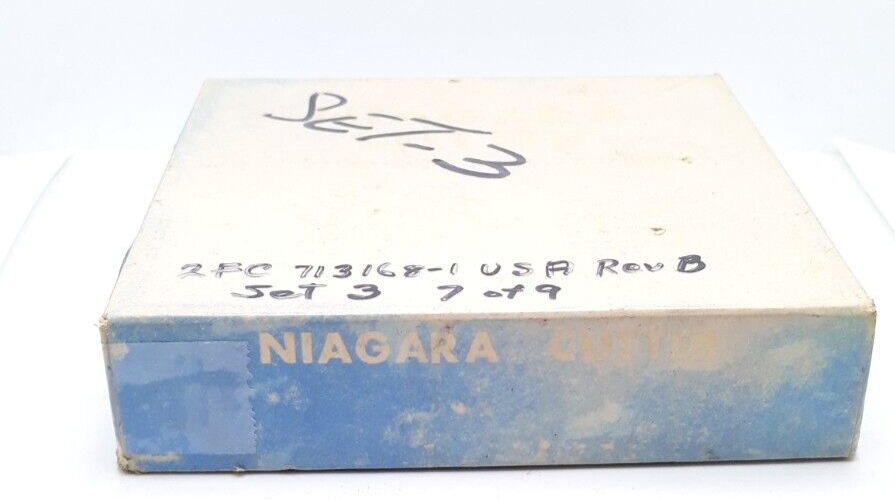 SET-3
2FC 713168-1 USA Rev B
Set 3 7 of 9
NIAGARA CUTTER